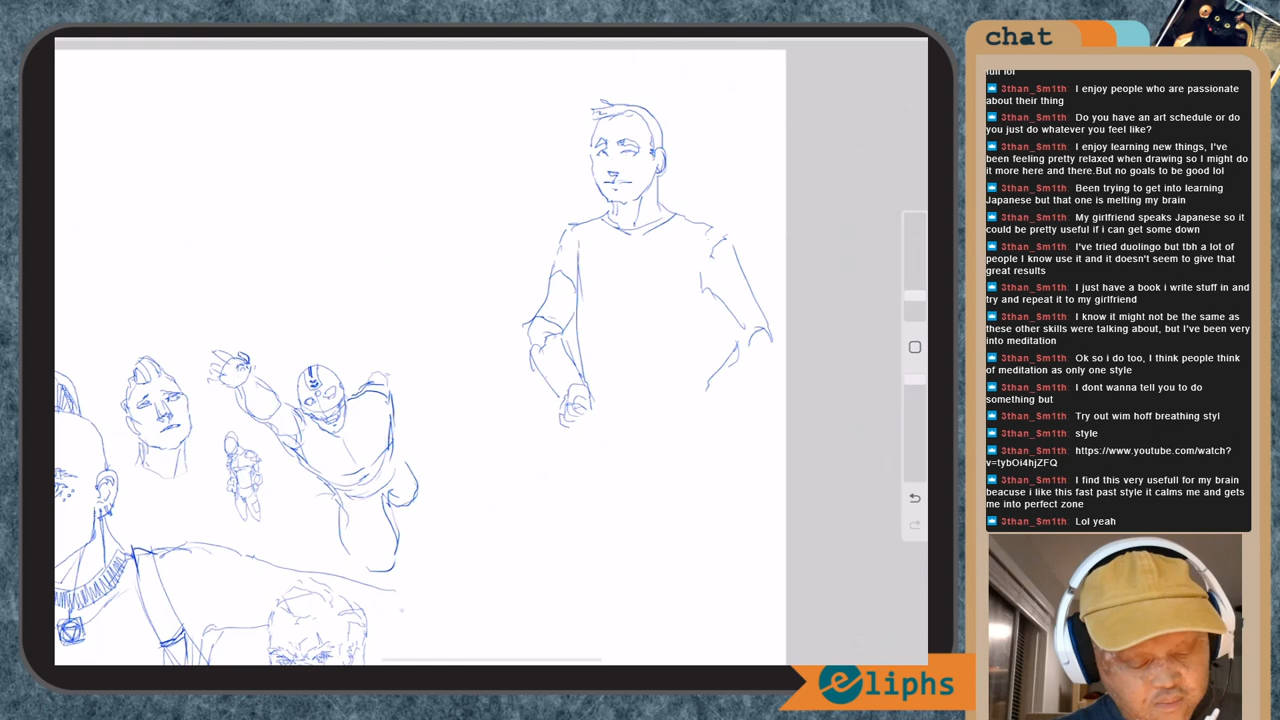 chat
full lol
3than_Sm1th: I enjoy people who are passionate
about their thing
3than_Sm1th: Do you have an art schedule or do
you just do whatever you feel like?
3than_Sm1th: I enjoy learning new things, I've
been feeling pretty relaxed when drawing so I might do
it more here and there.But no goals to be good lol
3than_Sm1th: Been trying to get into learning
Japanese but that one is melting my brain
3than_Sm1th: My girlfriend speaks Japanese so it
could be pretty useful if i can get some down
3than_Sm1th: I've tried duolingo but tbh a lot of
people I know use it and it doesn't seem to give that
great results
3than_Sm1th: I just have a book i write stuff in and
try and repeat it to my girlfriend
3than_Sm1th: I know it might not be the same as
these other skills were talking about, but I've been very
into meditation
3than_Sm1th: Ok so i do too, I think people think
of meditation as only one style
3than_Sm1th: I dont wanna tell you to do
something but
3than_Sm1th: Try out wim hoff breathing styl
3than_Sm1th: style
3than_Sm1th: https://www.youtube.com/watch?
v=tybOi4hjZFQ
3than_Sm1th: I find this very usefull for my brain
beacuse i like this fast past style it calms me and gets
me into perfect zone
3than_Sm1th: Lol yeah
eliphs